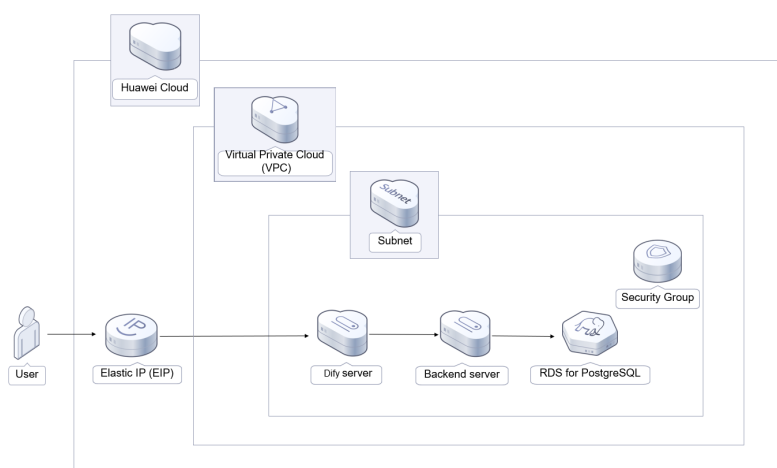 Huawei Cloud
Virtual Private Cloud
(VPC)
Subnet
Subnet
Security Group
IP
User
Elastic IP (EIP)
Dify server
Backend server
RDS for PostgreSQL